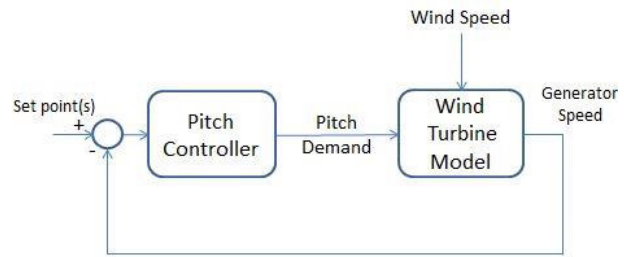 Wind Speed
Set point(s)
+
-
Pitch
Controller
Pitch
Demand
Wind
Turbine
Model
Generator
Speed